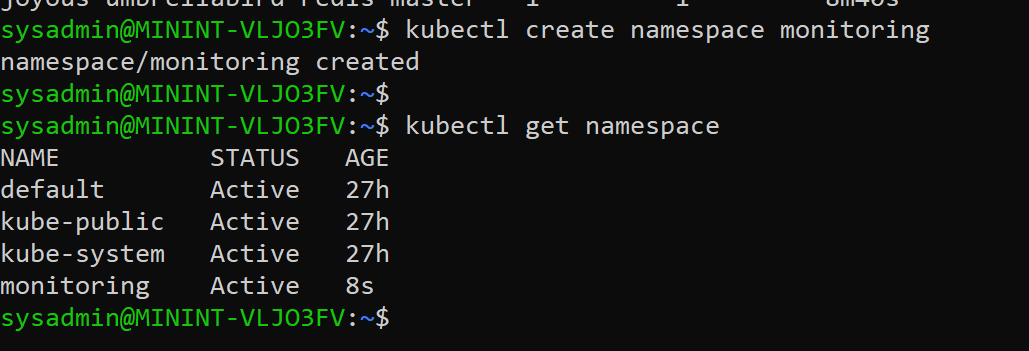 joyous-umbrellabird-redis-master 1 1 8m40s
sysadmin@MININT-VLJO3FV:~$ kubectl create namespace monitoring
namespace/monitoring created
sysadmin@MININT-VLJO3FV:~$
sysadmin@MININT-VLJO3FV:~$ kubectl get namespace
NAME STATUS AGE
default Active 27h
kube-public Active 27h
kube-system Active 27h
monitoring Active 8s
sysadmin@MININT-VLJO3FV:~$